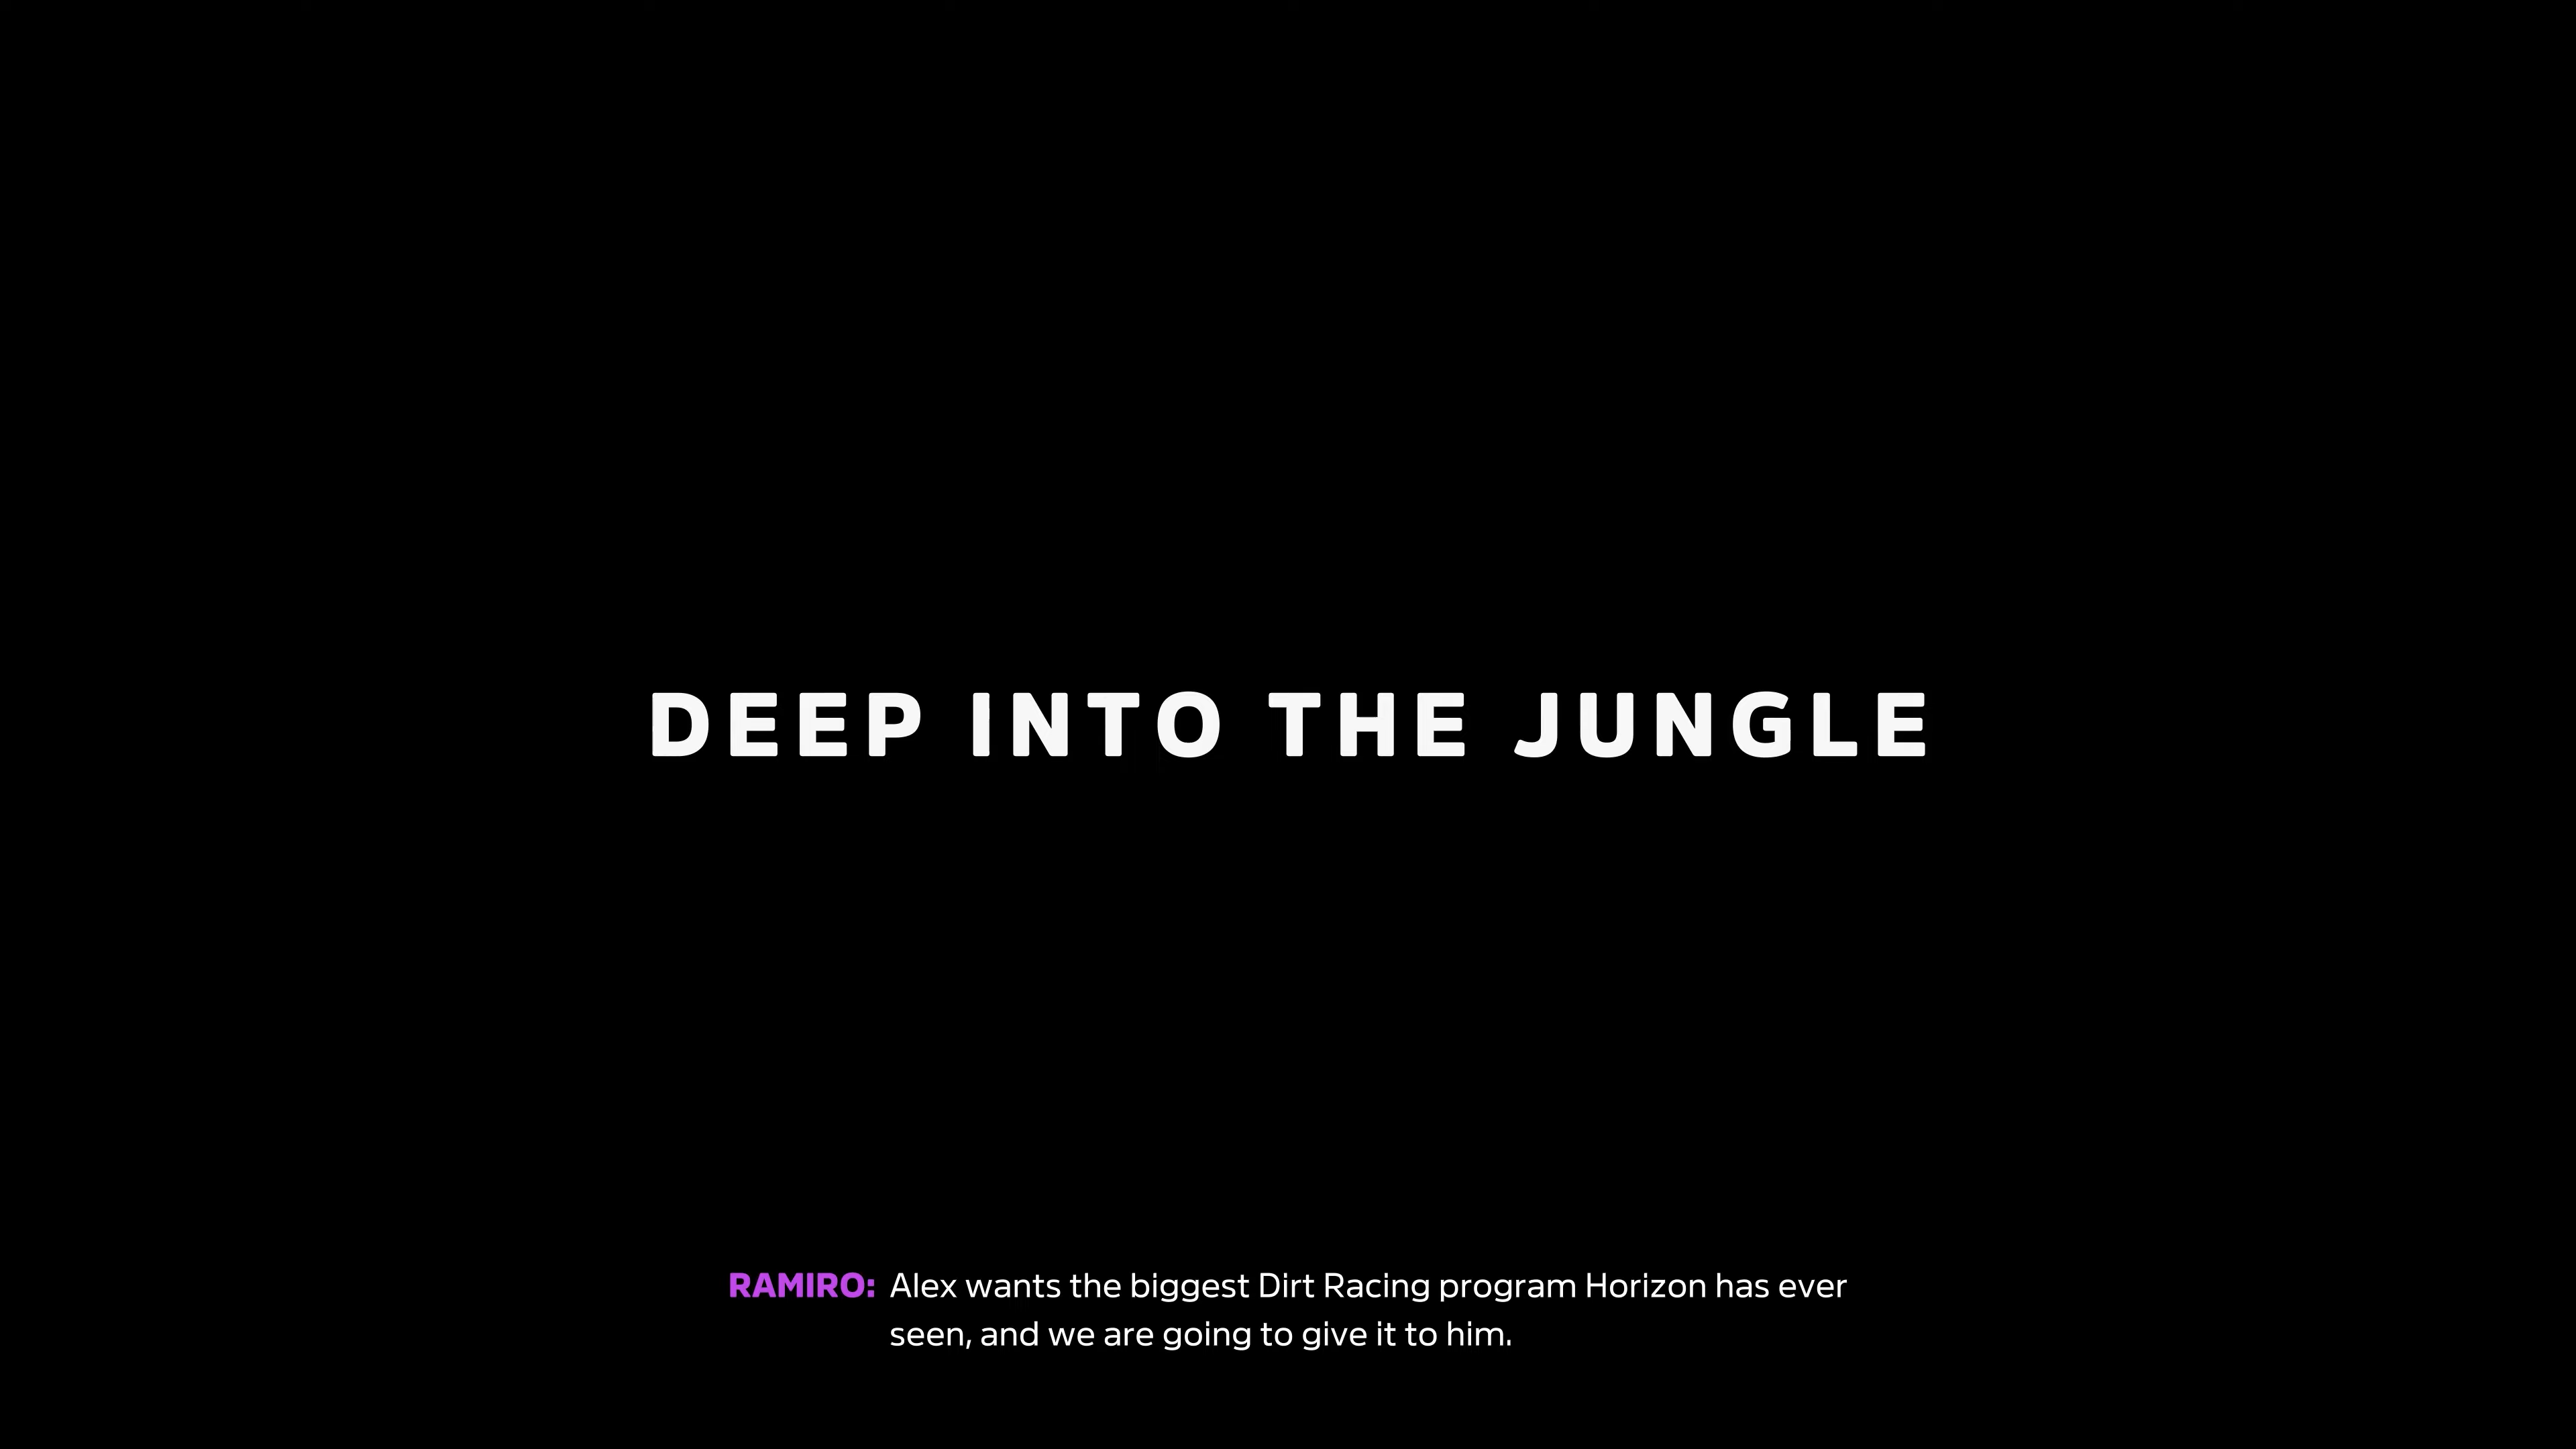 DEEP INTO THE JUNGLE
RAMIRO: Alex wants the biggest Dirt Racing program Horizon has ever
seen, and we are going to give it to him.